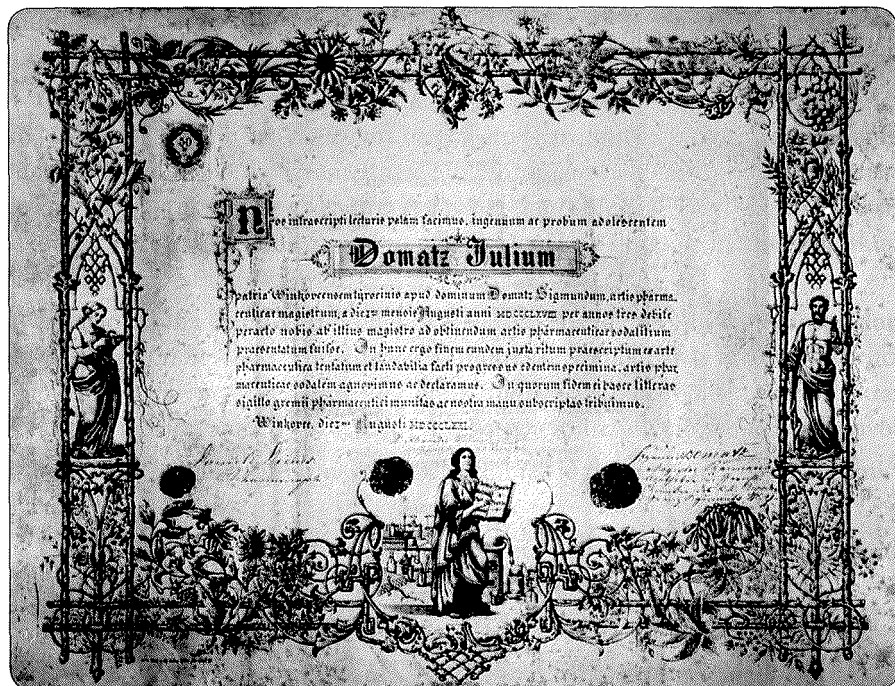 Nos infrascripti lecturis palam facimus, ingenuum ac probum adolescentem
Domatz Julium
patria Winkovcensem tyrocinio apud dominum Domatz Sigmundum, artis pharma-
ceuticae magistrum, a die mensis Augusti anni MDCCCLXVIII per annos tres debite
peracto nobis ab illius magistro ad obtinendum artis pharmaceuticae sodalitium
praesentatum fuisse. In hunc ergo finem eundem juxta ritum praescriptum ex arte
pharmaceutica tentatum et laudabilia facti progressus edentem specimina, artis phar
maceuticae sodalem agnovimus ac declaramus. In quorum fidem ei hasce litteras
sigillo gremii pharmaceutici munitas ac nostra manu subscriptas tribuimus.
Winkovce, die Augusti MDCCCLXXI.